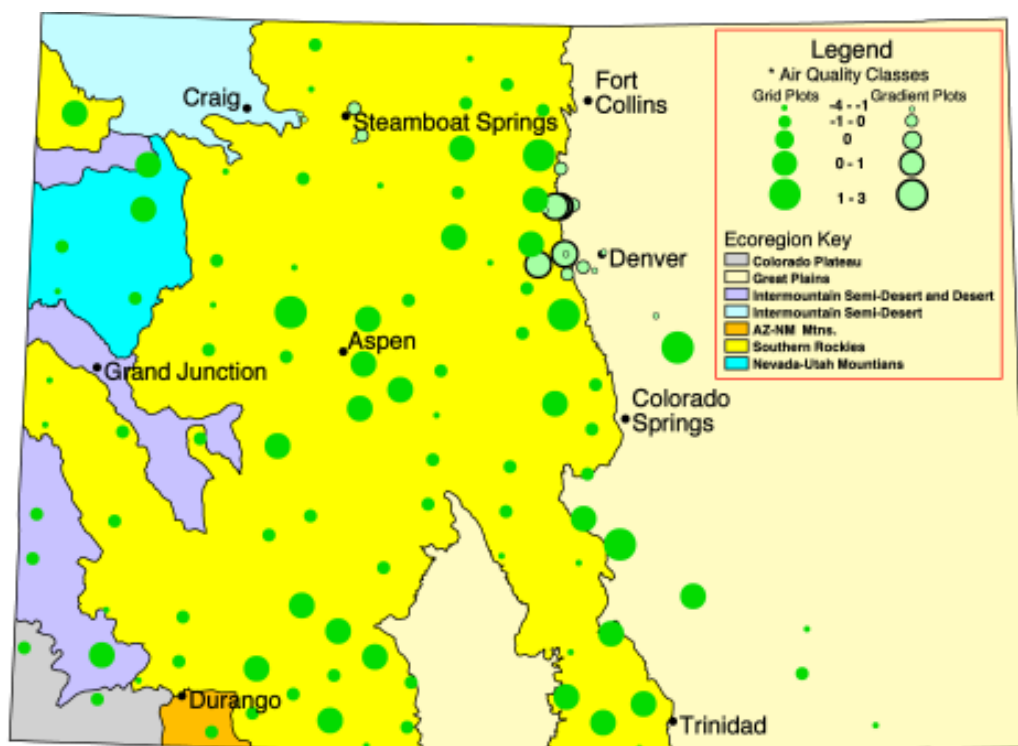 Legend
* Air Quality Classes
Grid Plots -4 - -1 Gradient Plots
-1 - 0
0
0 - 1
1 - 3
Ecoregion Key
Colorado Plateau
Great Plains
Intermountain Semi-Desert and Desert
Intermountain Semi-Desert
AZ-NM Mtns.
Southern Rockies
Nevada-Utah Mountians
Craig
Steamboat Springs
Fort
Collins
Denver
Aspen
Grand Junction
Colorado
Springs
Durango
Trinidad